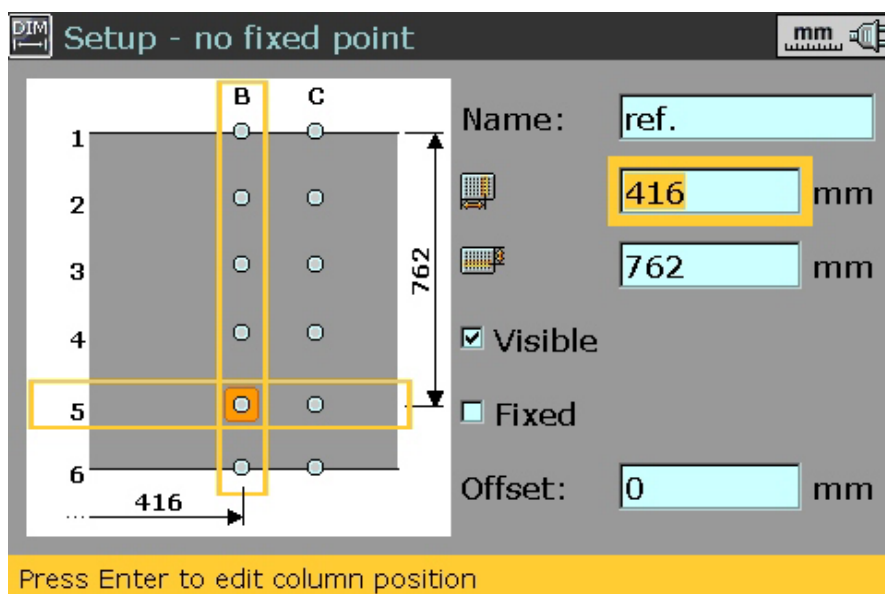 DIM Setup - no fixed point mm
B C
1
2
3
4
5
6
762
416
Name: ref.
416 mm
762 mm
Visible
Fixed
Offset: 0 mm
Press Enter to edit column position